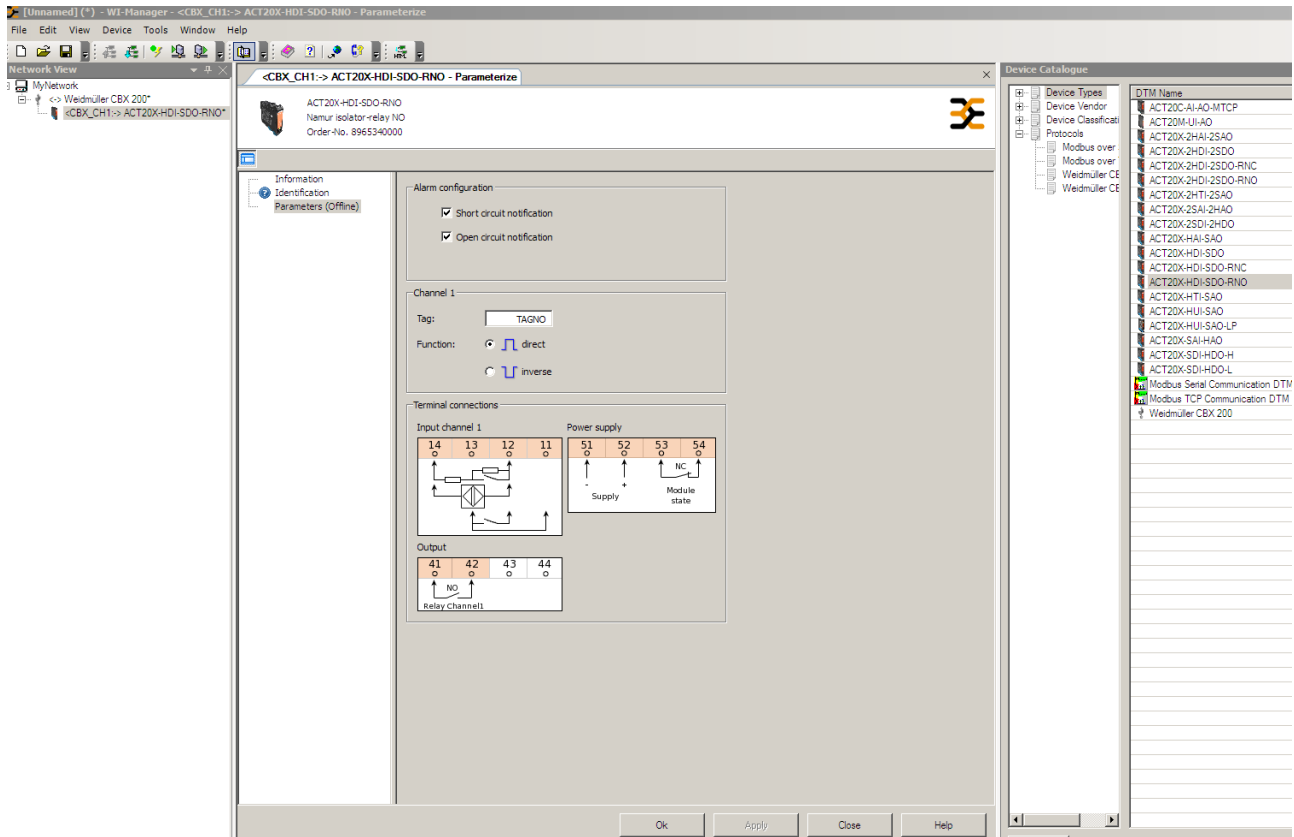 [Unnamed] (*) - WI-Manager - <CBX_CH1:-> ACT20X-HDI-SDO-RNO - Parameterize
File Edit View Device Tools Window Help
Network View
MyNetwork
<-> Weidmüller CBX 200*
<CBX_CH1:-> ACT20X-HDI-SDO-RNO*
<CBX_CH1:-> ACT20X-HDI-SDO-RNO - Parameterize
ACT20X-HDI-SDO-RNO
Namur isolator-relay NO
Order-No. 8965340000
Information
Identification
Parameters (Offline)
Alarm configuration
Short circuit notification
Open circuit notification
Channel 1
Tag: TAGNO
Function: direct
inverse
Terminal connections
Input channel 1
14 13 12 11
Power supply
51 52 53 54
NC
- +
Supply
Module
state
Output
41 42 43 44
NO
Relay Channel1
Ok Apply Close Help
Device Catalogue
Device Types
Device Vendor
Device Classificati
Protocols
Modbus over
Modbus over
Weidmüller CE
Weidmüller CE
DTM Name
ACT20C-AI-AO-MTCP
ACT20M-UI-AO
ACT20X-2HAI-2SAO
ACT20X-2HDI-2SDO
ACT20X-2HDI-2SDO-RNC
ACT20X-2HDI-2SDO-RNO
ACT20X-2HTI-2SAO
ACT20X-2SAI-2HAO
ACT20X-2SDI-2HDO
ACT20X-HAI-SAO
ACT20X-HDI-SDO
ACT20X-HDI-SDO-RNC
ACT20X-HDI-SDO-RNO
ACT20X-HTI-SAO
ACT20X-HUI-SAO
ACT20X-HUI-SAO-LP
ACT20X-SAI-HAO
ACT20X-SDI-HDO-H
ACT20X-SDI-HDO-L
Modbus Serial Communication DTM
Modbus TCP Communication DTM
Weidmüller CBX 200